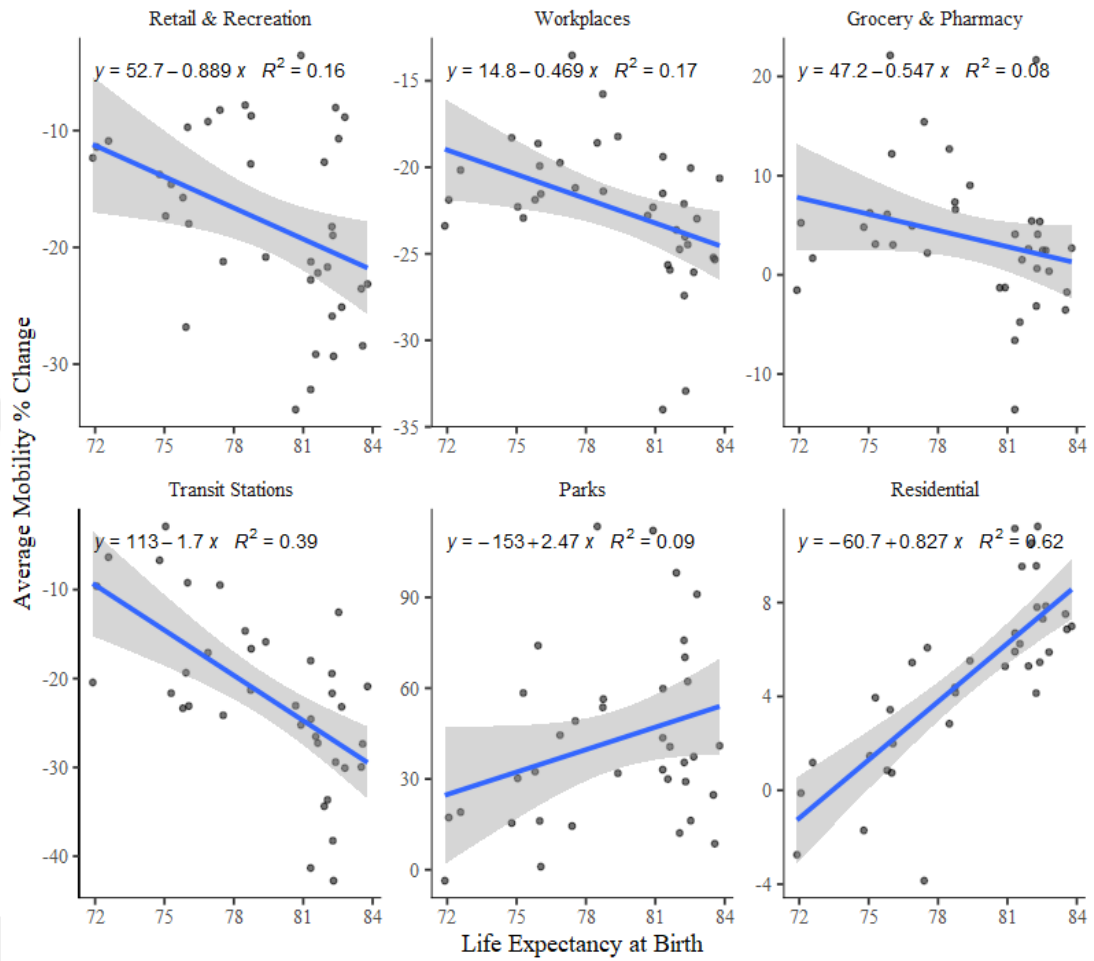 Retail & Recreation
Workplaces
Grocery & Pharmacy
y = 52.7 – 0.889 x R² = 0.16
y = 14.8 – 0.469 x R² = 0.17
y = 47.2 – 0.547 x R² = 0.08
-10
-20
-30
72 75 78 81 84
-15
-20
-25
-30
-35
72 75 78 81 84
20
10
0
-10
72 75 78 81 84
Average Mobility % Change
Transit Stations
Parks
Residential
y = 113 – 1.7 x R² = 0.39
y = –153 + 2.47 x R² = 0.09
y = –60.7 + 0.827 x R² = 0.62
-10
-20
-30
-40
72 75 78 81 84
90
60
30
0
72 75 78 81 84
8
4
0
-4
72 75 78 81 84
Life Expectancy at Birth